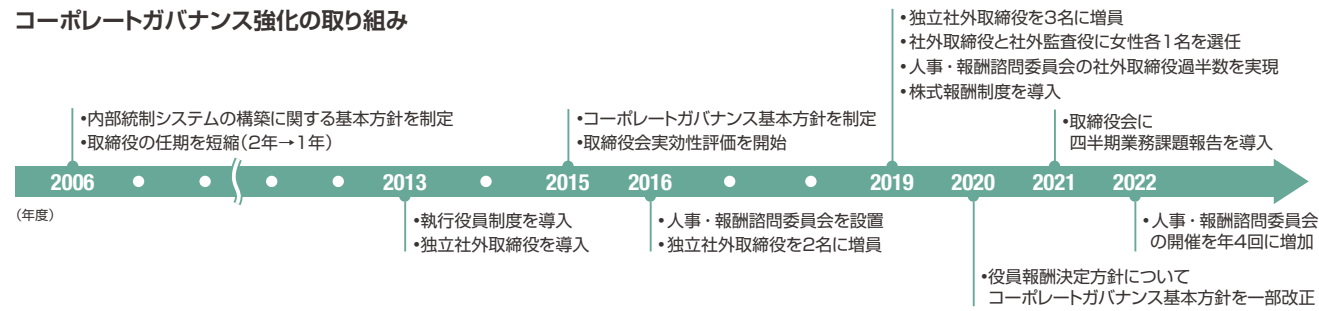 コーポレートガバナンス強化の取り組み
•独立社外取締役を3名に増員
•社外取締役と社外監査役に女性各1名を選任
•人事・報酬諮問委員会の社外取締役過半数を実現
•株式報酬制度を導入
•内部統制システムの構築に関する基本方針を制定
•取締役の任期を短縮(2年→1年)
•コーポレートガバナンス基本方針を制定
•取締役会実効性評価を開始
•取締役会に
四半期業務課題報告を導入
2006 2013 2015 2016 2019 2020 2021 2022
(年度)
•執行役員制度を導入
•独立社外取締役を導入
•人事・報酬諮問委員会を設置
•独立社外取締役を2名に増員
•人事・報酬諮問委員会
の開催を年4回に増加
•役員報酬決定方針について
コーポレートガバナンス基本方針を一部改正